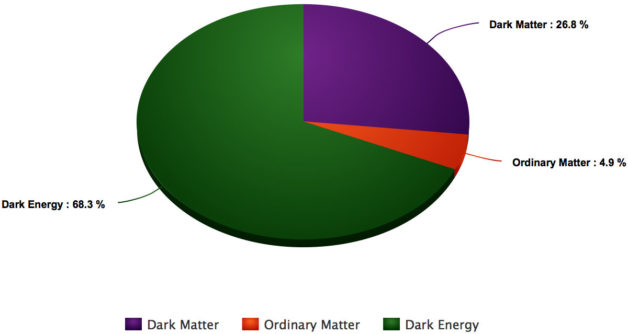 Dark Matter : 26.8 %
Ordinary Matter : 4.9 %
Dark Energy : 68.3 %
Dark Matter Ordinary Matter Dark Energy